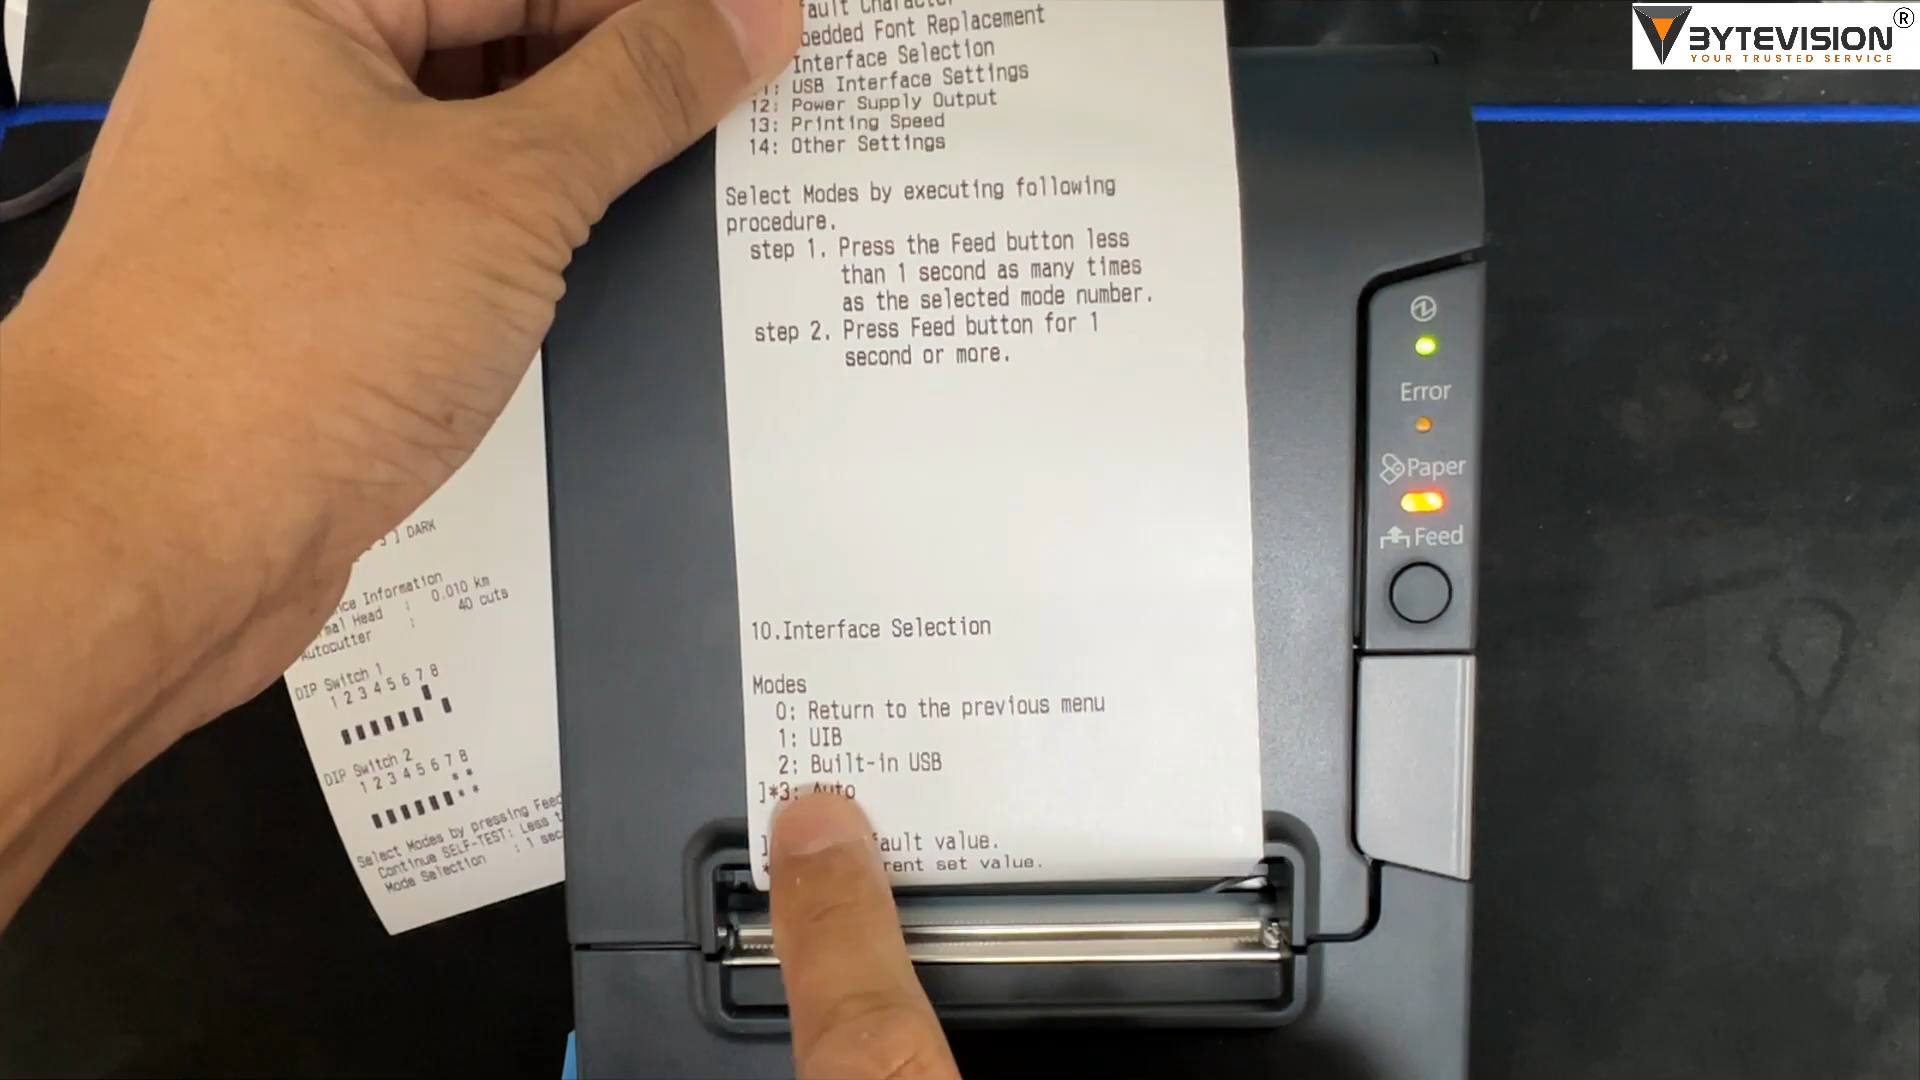 BYTEVISION®
YOUR TRUSTED SERVICE
Font Replacement
Interface Selection
USB Interface Settings
12: Power Supply Output
13: Printing Speed
14: Other Settings
Select Modes by executing following
procedure.
step 1. Press the Feed button less
than 1 second as many times
as the selected mode number.
step 2. Press Feed button for 1
second or more.
10.Interface Selection
Modes
0: Return to the previous menu
1: UIB
2: Built-in USB
]*3: Auto
value.
set value.
Error
Paper
Feed
DARK
Information
Head : 0.010 km
Autocutter : 40 cuts
DIP Switch 1
1 2 3 4 5 6 7 8
DIP Switch 2
1 2 3 4 5 6 7 8
Select Modes by pressing Feed
Continue SELF-TEST: Less
Mode Selection : 1